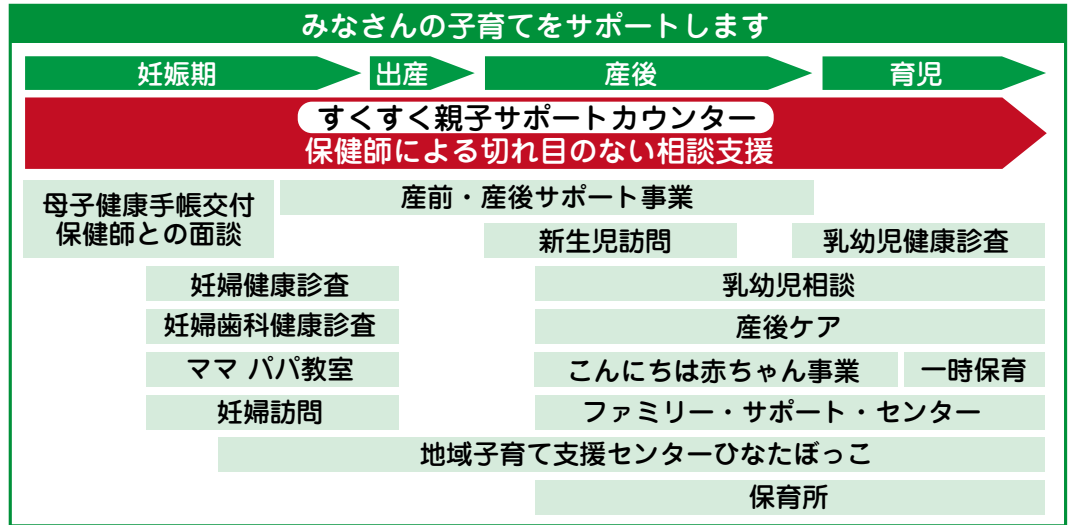 みなさんの子育てをサポートします
妊娠期
出産
産後
育児
すくすく親子サポートカウンター
保健師による切れ目のない相談支援
母子健康手帳交付
保健師との面談
産前・産後サポート事業
新生児訪問
乳幼児健康診査
妊婦健康診査
乳幼児相談
妊婦歯科健康診査
産後ケア
ママ パパ教室
こんにちは赤ちゃん事業
一時保育
妊婦訪問
ファミリー・サポート・センター
地域子育て支援センターひなたぼっこ
保育所